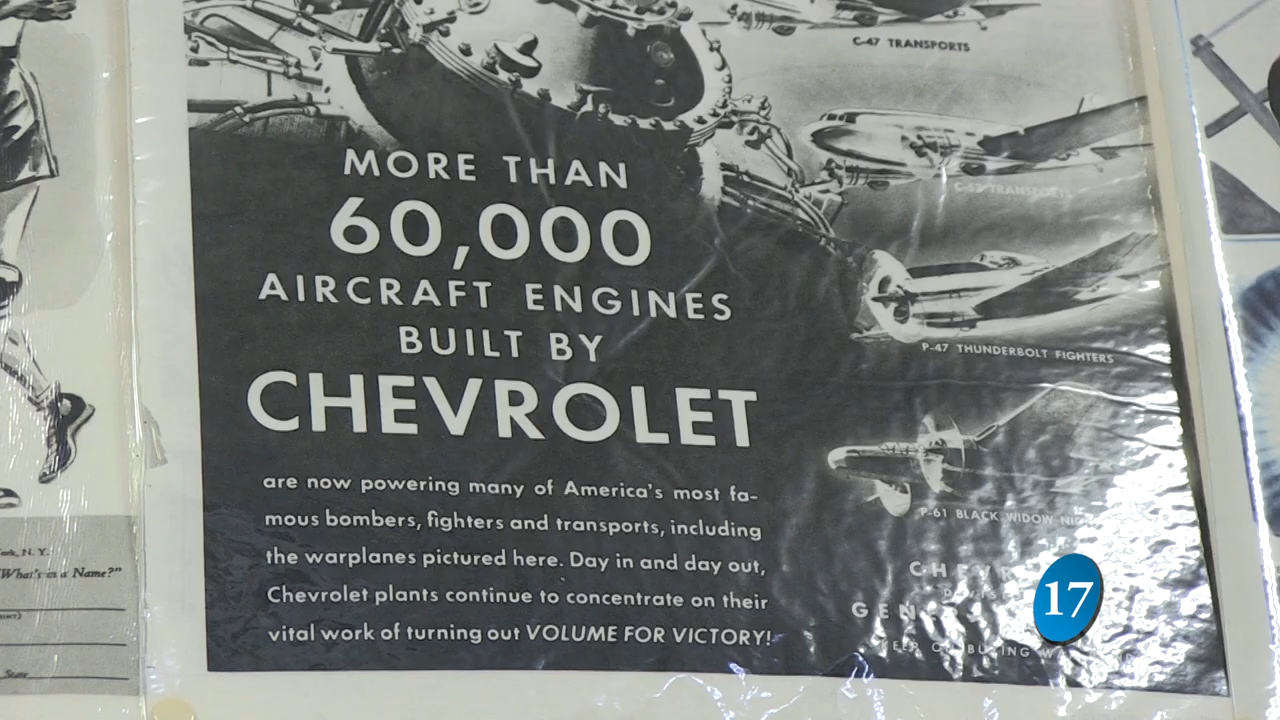 C-47 TRANSPORTS
C-53 TRANSPORTS
P-47 THUNDERBOLT FIGHTERS
P-61 BLACK WIDOW
MORE THAN
60,000
AIRCRAFT ENGINES
BUILT BY
CHEVROLET
are now powering many of America's most fa-
mous bombers, fighters and transports, including
the warplanes pictured here. Day in and day out,
Chevrolet plants continue to concentrate on their
vital work of turning out VOLUME FOR VICTORY!
17
N. Y.
"What's in a Name?"
State